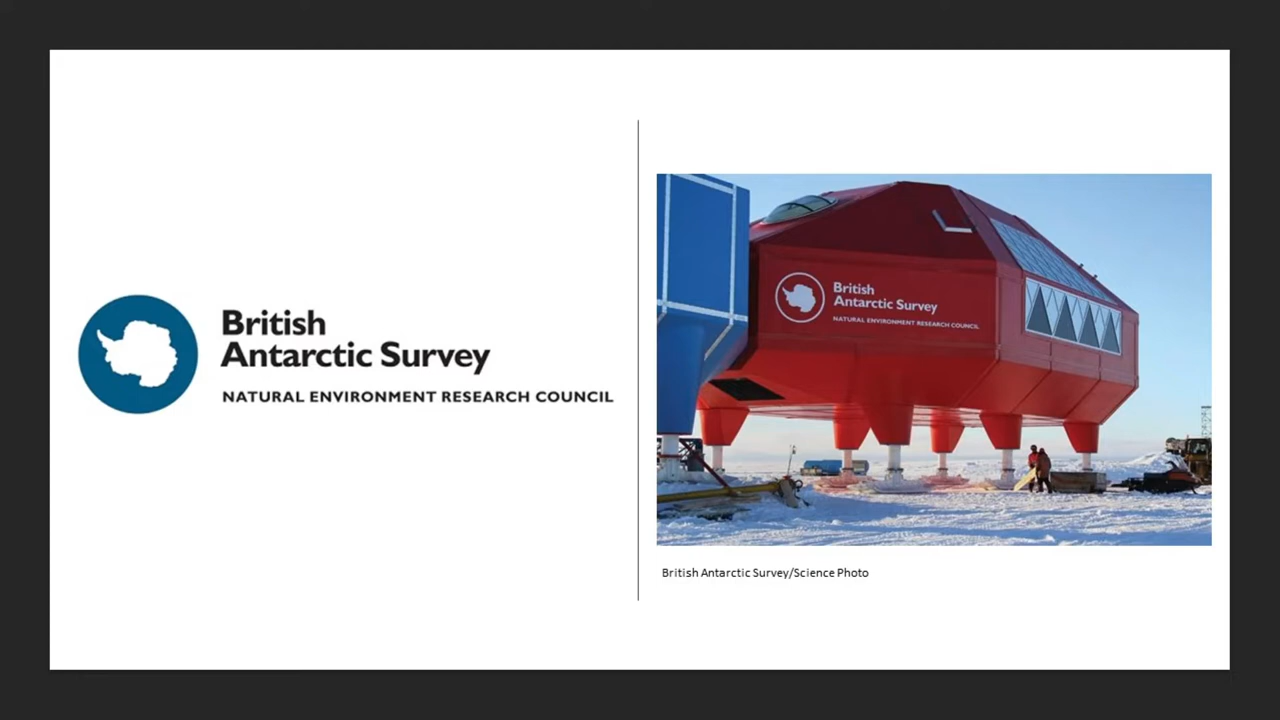 British
Antarctic Survey
NATURAL ENVIRONMENT RESEARCH COUNCIL
British
Antarctic Survey
NATURAL ENVIRONMENT RESEARCH COUNCIL
British Antarctic Survey/Science Photo